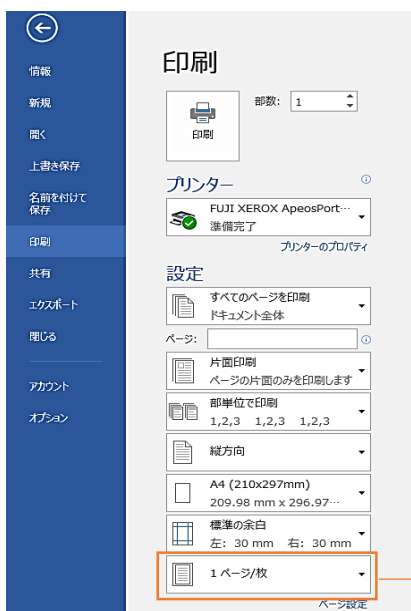 情報
新規
開く
上書き保存
名前を付けて
保存
印刷
共有
エクスポート
閉じる
アカウント
オプション
印刷
印刷
部数: 1
プリンター
FUJI XEROX ApeosPort…
準備完了
プリンターのプロパティ
設定
すべてのページを印刷
ドキュメント全体
ページ:
片面印刷
ページの片面のみを印刷します
部単位で印刷
1,2,3 1,2,3 1,2,3
縦方向
A4 (210x297mm)
209.98 mm x 296.97…
標準の余白
左: 30 mm 右: 30 mm
1 ページ/枚
ページ設定